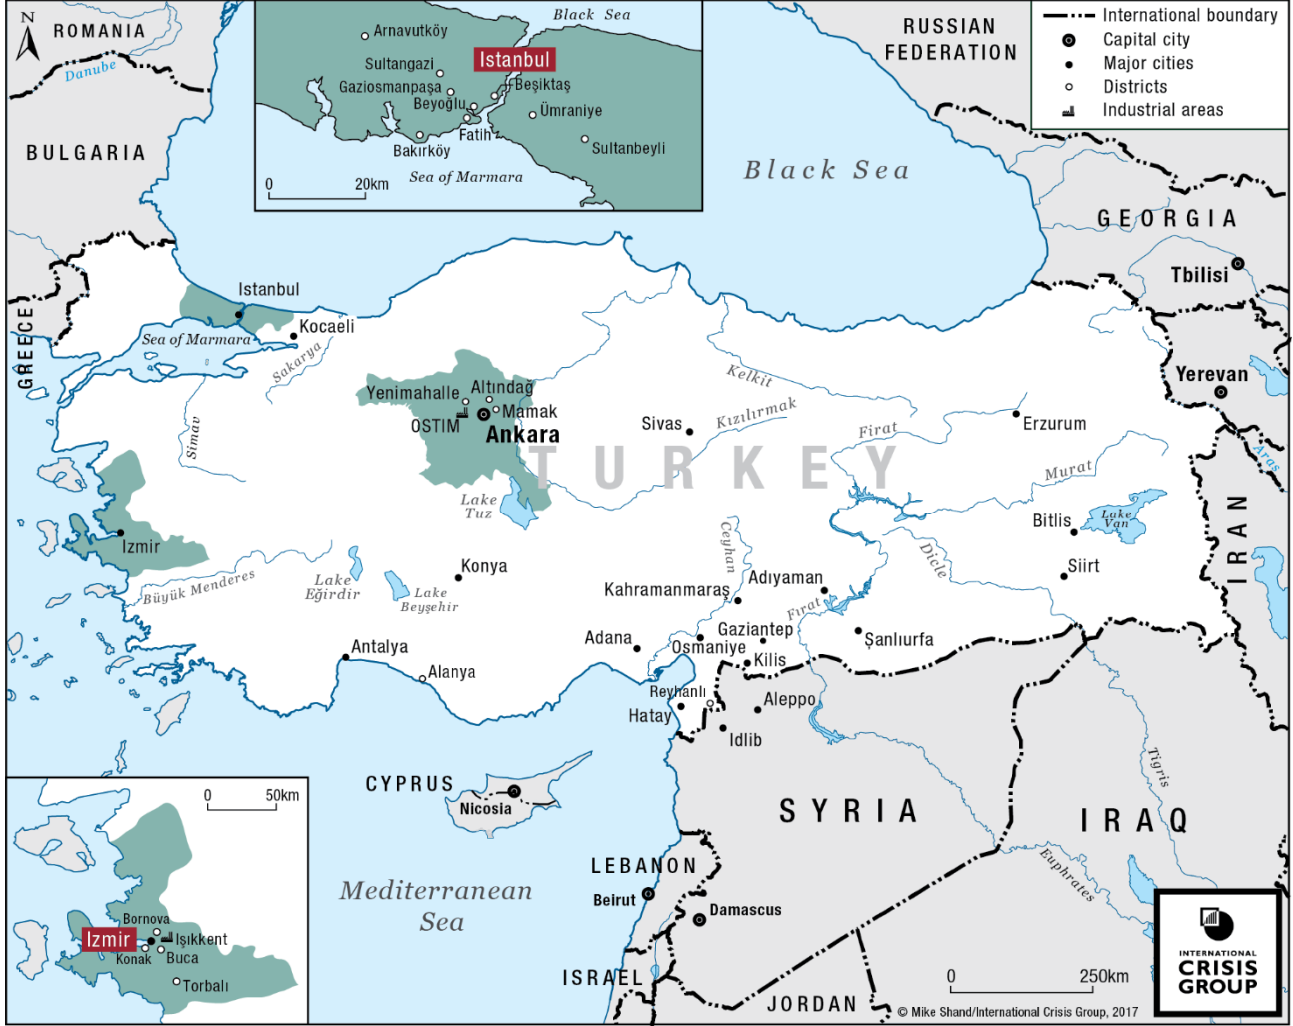 N
ROMANIA
Danube
BULGARIA
GREECE
Black Sea
Arnavutköy
Istanbul
Sultangazi
Gaziosmanpaşa
Beşiktaş
Beyoğlu
Ümraniye
Fatih
Bakırköy
Sultanbeyli
Sea of Marmara
0 20km
RUSSIAN
FEDERATION
International boundary
Capital city
Major cities
Districts
Industrial areas
Black Sea
GEORGIA
Tbilisi
Istanbul
Kocaeli
Sea of Marmara
Sakarya
Simav
Yenimahalle
Altındağ
Mamak
OSTIM
Ankara
Kelkit
Yerevan
Sivas
Kızılırmak
Firat
Erzurum
Aras
TURKEY
Murat
Lake
Tuz
Bitlis
Lake
Van
IRAN
Izmir
Ceyhan
Dicle
Siirt
Konya
Lake
Eğirdir
Lake
Beyşehir
Büyük Menderes
Kahramanmaraş
Adıyaman
Fırat
Adana
Gaziantep
Osmaniye
Şanlıurfa
Kilis
Antalya
Alanya
Reyhanlı
Hatay
Aleppo
Idlib
Tigris
CYPRUS
Nicosia
SYRIA
IRAQ
Euphrates
LEBANON
Beirut
Damascus
Mediterranean
Sea
ISRAEL
JORDAN
0 50km
Bornova
Izmir
Işıkkent
Konak
Buca
Torbalı
0 250km
© Mike Shand/International Crisis Group, 2017
INTERNATIONAL
CRISIS
GROUP